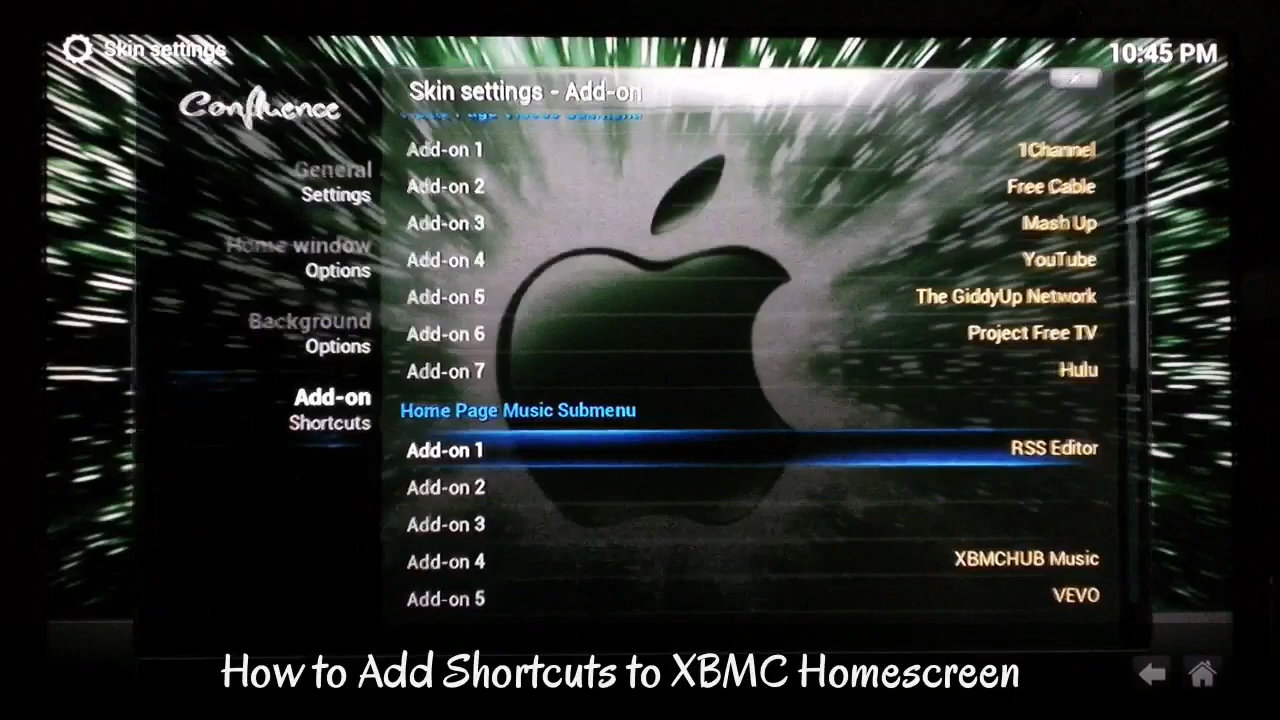 Skin settings
10:45 PM
Confluence
Skin settings - Add-on
General
Settings
Home window
Options
Background
Options
Add-on
Shortcuts
Home Page Videos Submenu
Add-on 1 1Channel
Add-on 2 Free Cable
Add-on 3 Mash Up
Add-on 4 YouTube
Add-on 5 The GiddyUp Network
Add-on 6 Project Free TV
Add-on 7 Hulu
Home Page Music Submenu
Add-on 1 RSS Editor
Add-on 2
Add-on 3
Add-on 4 XBMCHUB Music
Add-on 5 VEVO
How to Add Shortcuts to XBMC Homescreen